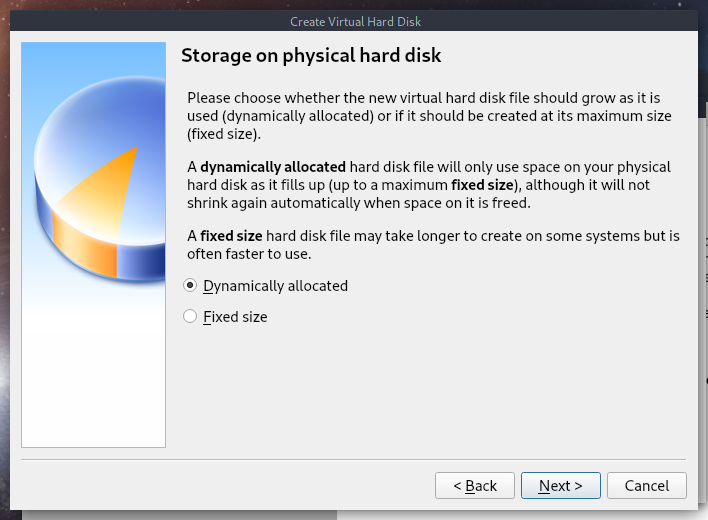 Create Virtual Hard Disk
Storage on physical hard disk
Please choose whether the new virtual hard disk file should grow as it is
used (dynamically allocated) or if it should be created at its maximum size
(fixed size).
A dynamically allocated hard disk file will only use space on your physical
hard disk as it fills up (up to a maximum fixed size), although it will not
shrink again automatically when space on it is freed.
A fixed size hard disk file may take longer to create on some systems but is
often faster to use.
Dynamically allocated
Fixed size
< Back
Next >
Cancel